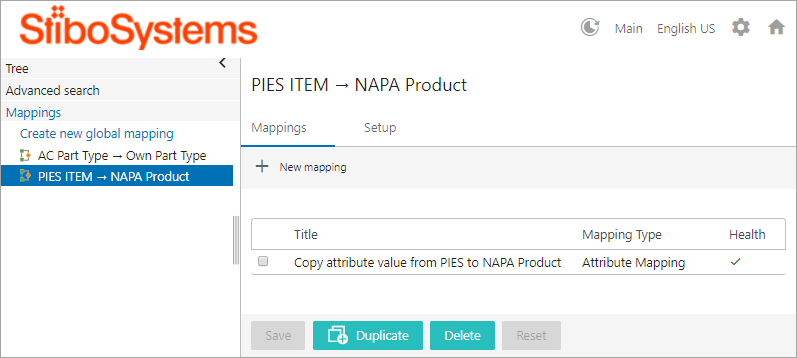 StiboSystems
Main English US
Tree
Advanced search
Mappings
Create new global mapping
AC Part Type → Own Part Type
PIES ITEM → NAPA Product
PIES ITEM → NAPA Product
Mappings Setup
New mapping
Title Mapping Type Health
Copy attribute value from PIES to NAPA Product Attribute Mapping
Save Duplicate Delete Reset